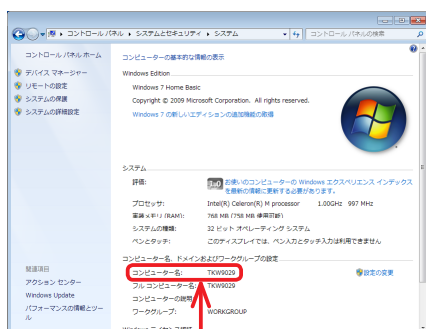 コントロール パネル ▸ システムとセキュリティ ▸ システム
コントロール パネルの検索
コントロール パネル ホーム
デバイス マネージャー
リモートの設定
システムの保護
システムの詳細設定
コンピューターの基本的な情報の表示
Windows Edition
Windows 7 Home Basic
Copyright © 2009 Microsoft Corporation. All rights reserved.
Windows 7 の新しいエディションの追加機能の取得
システム
評価: 1.0 お使いのコンピューターの Windows エクスペリエンス インデックス
を最新の情報に更新する必要があります。
プロセッサ: Intel(R) Celeron(R) M processor 1.00GHz 997 MHz
実装メモリ (RAM): 768 MB (758 MB 使用可能)
システムの種類: 32 ビット オペレーティング システム
ペンとタッチ: このディスプレイでは、ペン入力とタッチ入力は利用できません
コンピューター名、ドメインおよびワークグループの設定
コンピューター名: TKW9029
設定の変更
フル コンピューター名: TKW9029
コンピューターの説明
ワークグループ: WORKGROUP
関連項目
アクション センター
Windows Update
パフォーマンスの情報とツー
ル